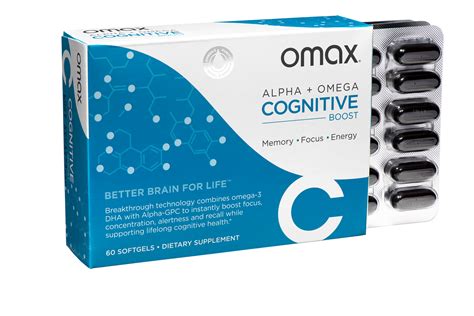 omax®
ALPHA + OMEGA
COGNITIVE
BOOST
Memory • Focus • Energy
BETTER BRAIN FOR LIFE™
Breakthrough technology combines omega-3
DHA with Alpha-GPC to instantly boost focus,
concentration, alertness and recall while
supporting lifelong cognitive health.*
60 SOFTGELS • DIETARY SUPPLEMENT
C
omax
COGNITIVE
C